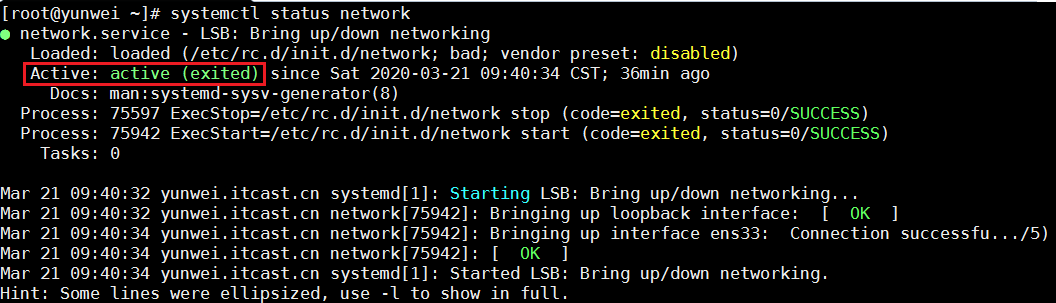 [root@yunwei ~]# systemctl status network
● network.service - LSB: Bring up/down networking
   Loaded: loaded (/etc/rc.d/init.d/network; bad; vendor preset: disabled)
   Active: active (exited) since Sat 2020-03-21 09:40:34 CST; 36min ago
     Docs: man:systemd-sysv-generator(8)
  Process: 75597 ExecStop=/etc/rc.d/init.d/network stop (code=exited, status=0/SUCCESS)
  Process: 75942 ExecStart=/etc/rc.d/init.d/network start (code=exited, status=0/SUCCESS)
    Tasks: 0
Mar 21 09:40:32 yunwei.itcast.cn systemd[1]: Starting LSB: Bring up/down networking...
Mar 21 09:40:32 yunwei.itcast.cn network[75942]: Bringing up loopback interface:  [  OK  ]
Mar 21 09:40:34 yunwei.itcast.cn network[75942]: Bringing up interface ens33:  Connection successfu.../5)
Mar 21 09:40:34 yunwei.itcast.cn network[75942]: [  OK  ]
Mar 21 09:40:34 yunwei.itcast.cn systemd[1]: Started LSB: Bring up/down networking.
Hint: Some lines were ellipsized, use -l to show in full.